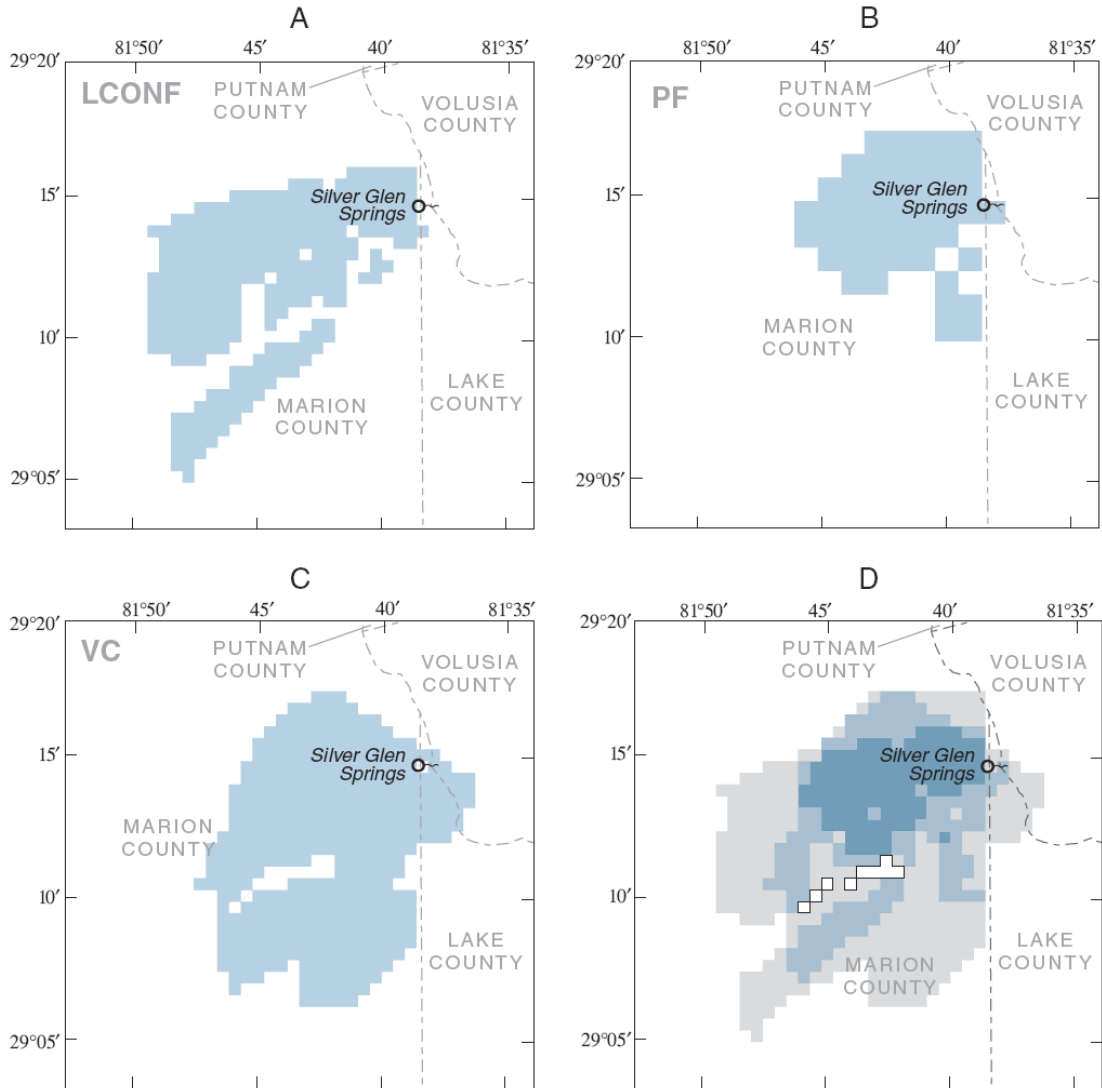 A
81°50′ 45′ 40′ 81°35′
29°20′
LCONF
PUTNAM
COUNTY
VOLUSIA
COUNTY
15′
Silver Glen
Springs
10′
MARION
COUNTY
LAKE
COUNTY
29°05′
B
81°50′ 45′ 40′ 81°35′
29°20′
PF
PUTNAM
COUNTY
VOLUSIA
COUNTY
15′
Silver Glen
Springs
10′
MARION
COUNTY
LAKE
COUNTY
29°05′
C
81°50′ 45′ 40′ 81°35′
29°20′
VC
PUTNAM
COUNTY
VOLUSIA
COUNTY
15′
Silver Glen
Springs
MARION
COUNTY
10′
LAKE
COUNTY
29°05′
D
81°50′ 45′ 40′ 81°35′
29°20′
PUTNAM
COUNTY
VOLUSIA
COUNTY
15′
Silver Glen
Springs
10′
MARION
COUNTY
LAKE
COUNTY
29°05′